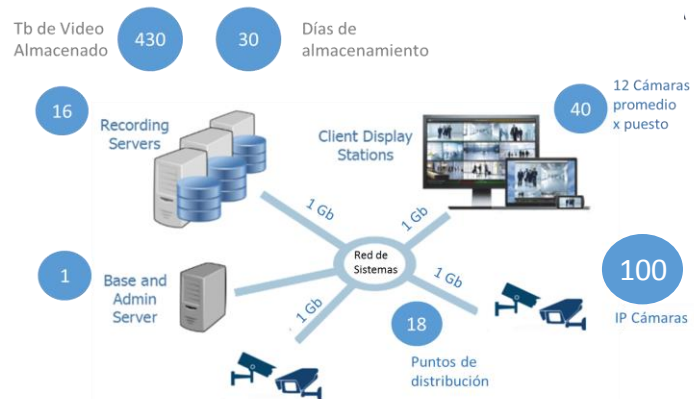 Tb de Video
Almacenado
430
30
Días de
almacenamiento
16
Recording
Servers
Client Display
Stations
40
12 Cámaras
promedio
x puesto
1 Gb
1 Gb
Red de
Sistemas
1
Base and
Admin
Server
1 Gb
1 Gb
100
IP Cámaras
18
Puntos de
distribución